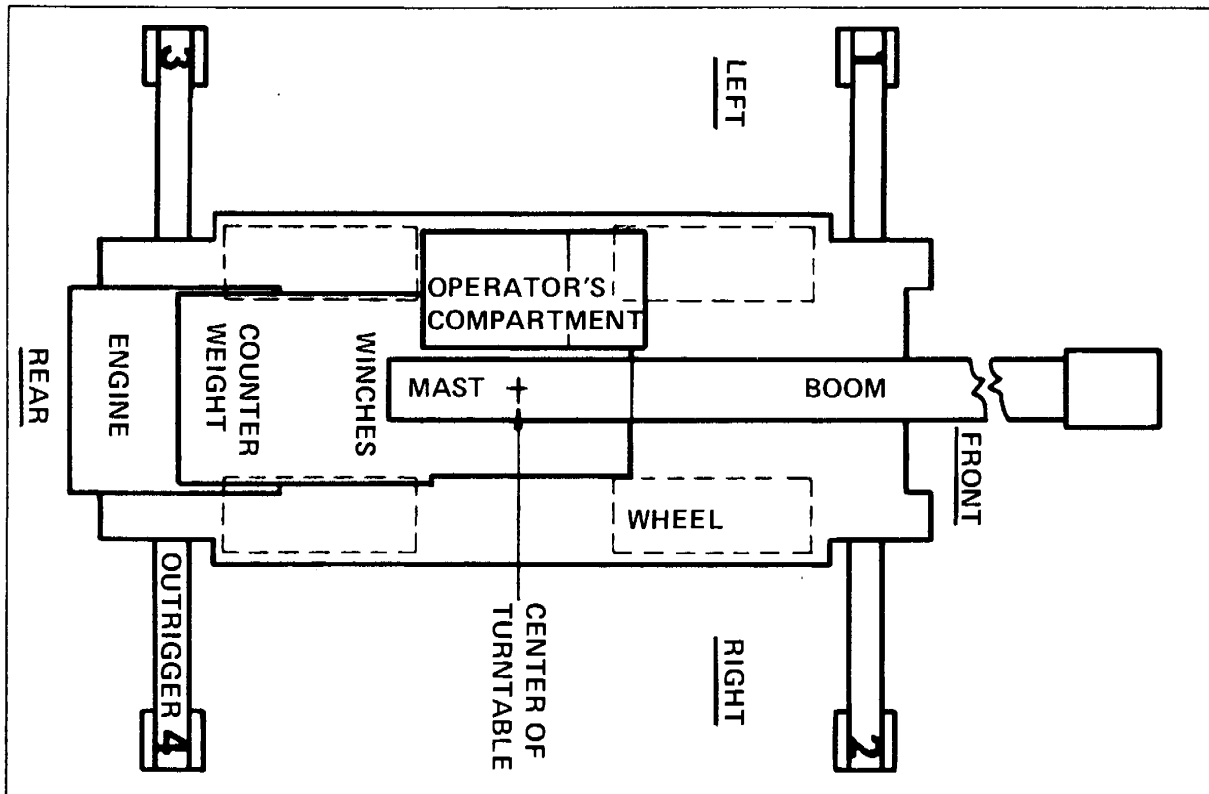 3
1
LEFT
OPERATOR'S
COMPARTMENT
REAR
ENGINE
COUNTER
WEIGHT
WINCHES
MAST
BOOM
FRONT
WHEEL
OUTRIGGER 4
CENTER OF
TURNTABLE
RIGHT
2